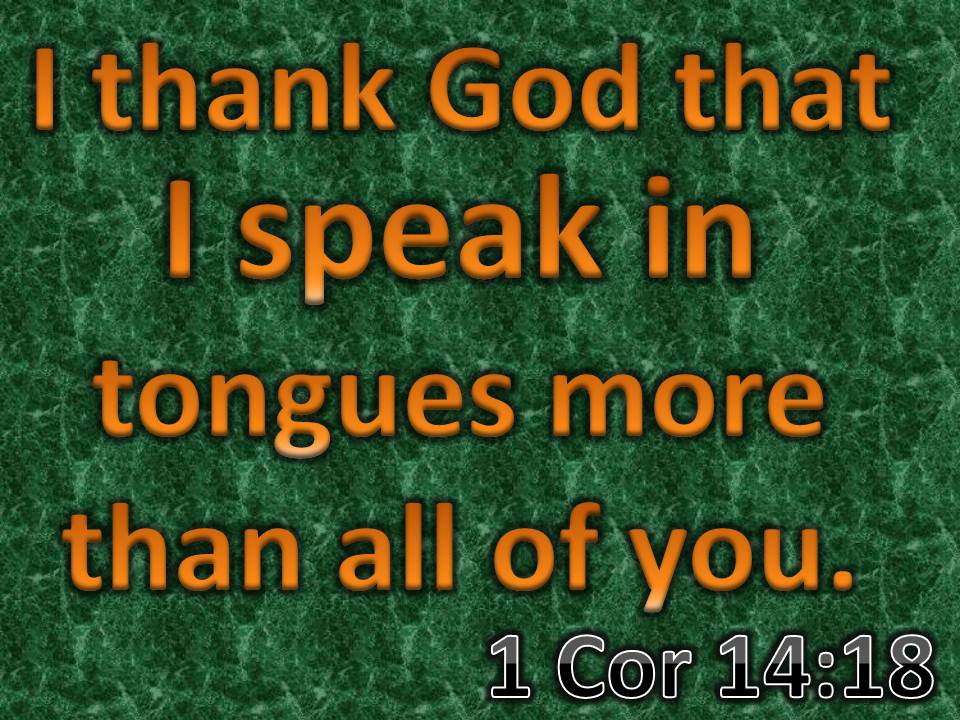 I thank God that
I speak in
tongues more
than all of you.
1 Cor 14:18